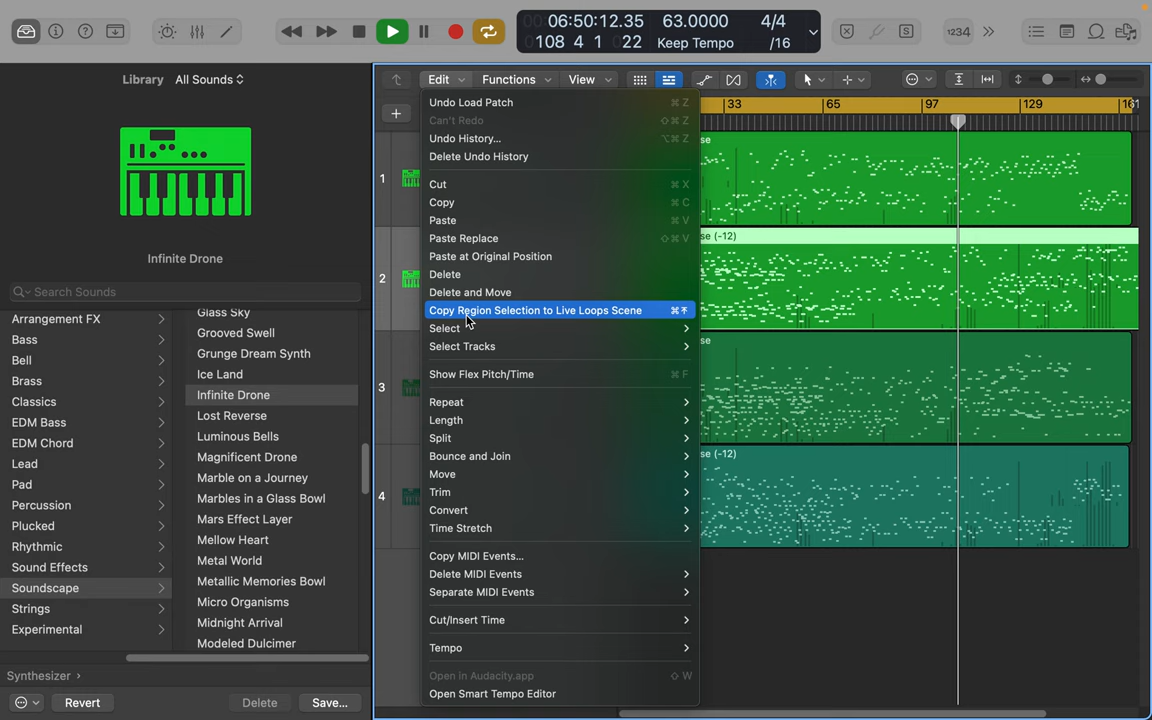 06:50:12.35
108 4 1 022
63.0000
Keep Tempo
4/4
/16
1234
Library All Sounds
Infinite Drone
Search Sounds
Arrangement FX
Bass
Bell
Brass
Classics
EDM Bass
EDM Chord
Lead
Pad
Percussion
Plucked
Rhythmic
Sound Effects
Soundscape
Strings
Experimental
Glass Sky
Grooved Swell
Grunge Dream Synth
Ice Land
Infinite Drone
Lost Reverse
Luminous Bells
Magnificent Drone
Marble on a Journey
Marbles in a Glass Bowl
Mars Effect Layer
Mellow Heart
Metal World
Metallic Memories Bowl
Micro Organisms
Midnight Arrival
Modeled Dulcimer
Synthesizer ›
Revert
Delete
Save...
Edit Functions View
Undo Load Patch ⌘ Z
Can't Redo ⇧⌘ Z
Undo History... ⌥⌘ Z
Delete Undo History
Cut ⌘ X
Copy ⌘ C
Paste ⌘ V
Paste Replace ⇧⌘ V
Paste at Original Position
Delete
Delete and Move
Copy Region Selection to Live Loops Scene ⌘↖
Select
Select Tracks
Show Flex Pitch/Time ⌘ F
Repeat
Length
Split
Bounce and Join
Move
Trim
Convert
Time Stretch
Copy MIDI Events...
Delete MIDI Events
Separate MIDI Events
Cut/Insert Time
Tempo
Open in Audacity.app ⇧ W
Open Smart Tempo Editor
33 65 97 129
1
2
3
4
se
se (-12)
se
se (-12)